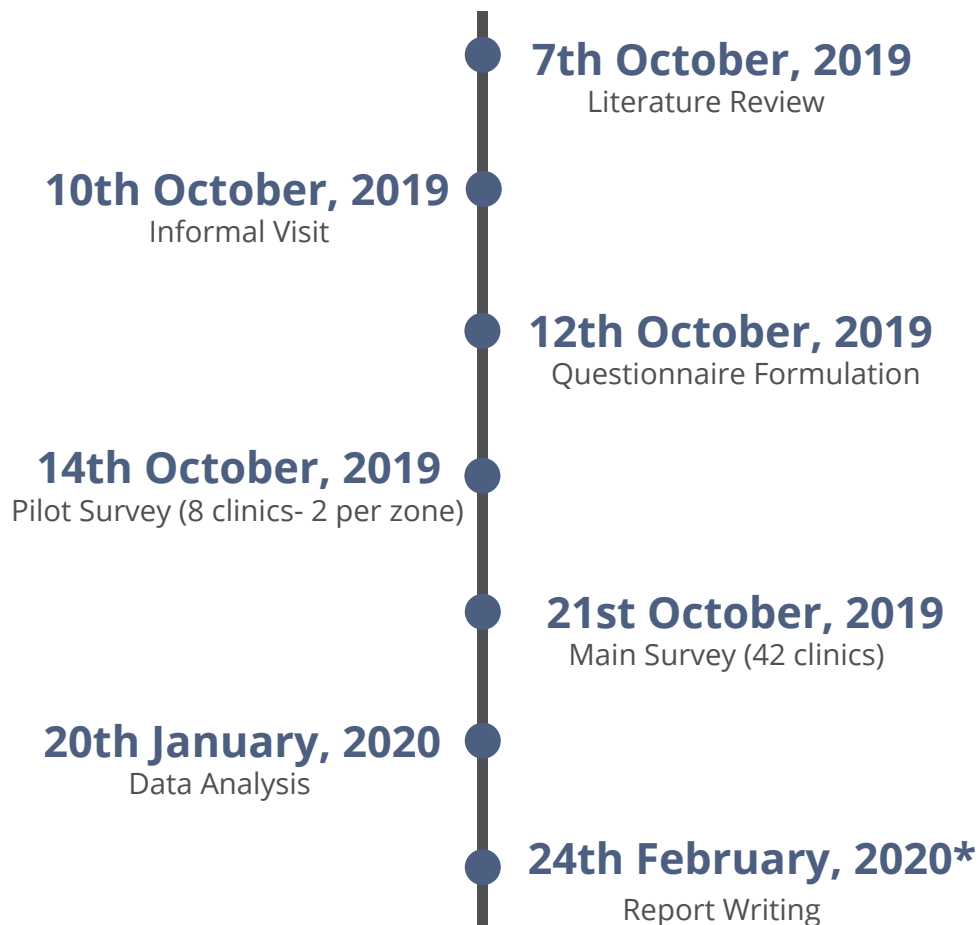 7th October, 2019
Literature Review
10th October, 2019
Informal Visit
12th October, 2019
Questionnaire Formulation
14th October, 2019
Pilot Survey (8 clinics- 2 per zone)
21st October, 2019
Main Survey (42 clinics)
20th January, 2020
Data Analysis
24th February, 2020*
Report Writing